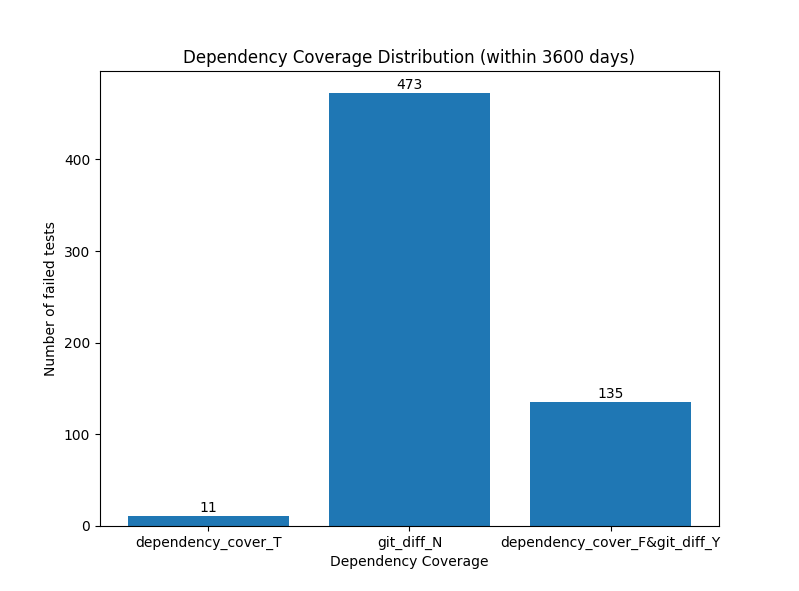 Dependency Coverage Distribution (within 3600 days)
473
400
Number of failed tests
300
200
135
100
11
0
dependency_cover_T git_diff_N dependency_cover_F&git_diff_Y
Dependency Coverage